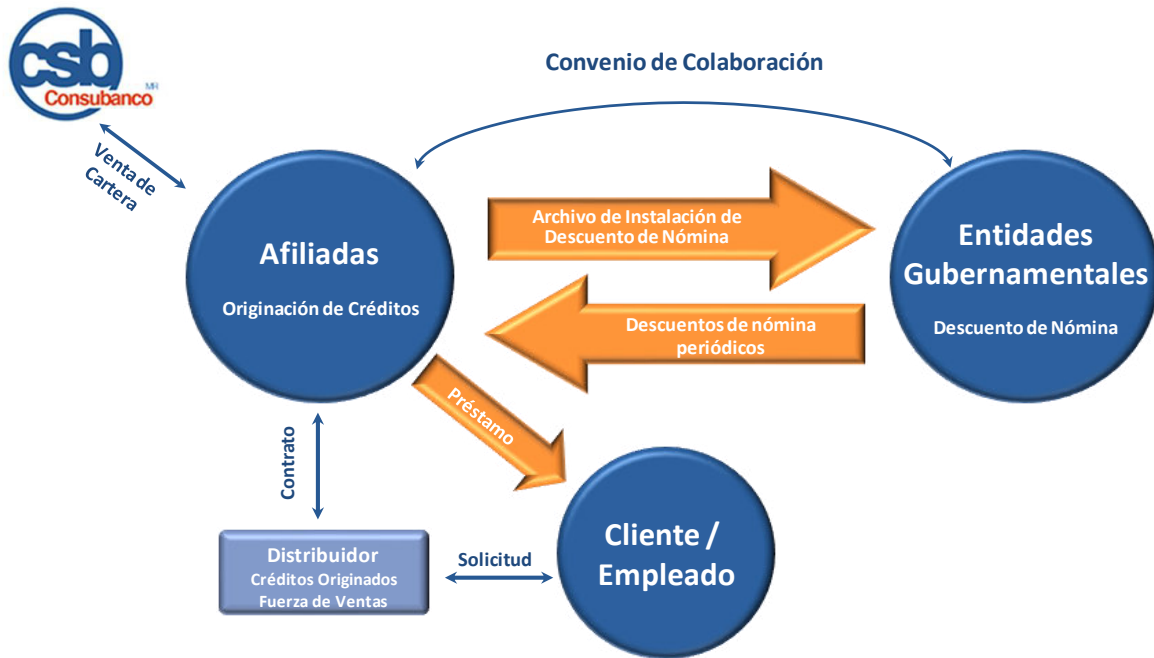 csb
MR
Consubanco
Convenio de Colaboración
Venta de
Cartera
Archivo de Instalación de
Descuento de Nómina
Afiliadas
Originación de Créditos
Entidades
Gubernamentales
Descuento de Nómina
Descuentos de nómina
periódicos
Préstamo
Contrato
Distribuidor
Créditos Originados
Fuerza de Ventas
Solicitud
Cliente /
Empleado